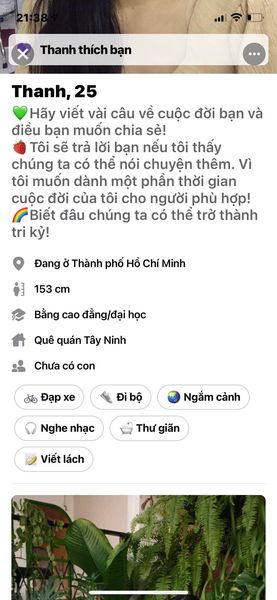 21:38
Thanh thích bạn
Thanh, 25
💚Hãy viết vài câu về cuộc đời bạn và
điều bạn muốn chia sẻ!
🍓Tôi sẽ trả lời bạn nếu tôi thấy
chúng ta có thể nói chuyện thêm. Vì
tôi muốn dành một phần thời gian
cuộc đời của tôi cho người phù hợp!
🌈Biết đâu chúng ta có thể trở thành
tri kỷ!
Đang ở Thành phố Hồ Chí Minh
153 cm
Bằng cao đẳng/đại học
Quê quán Tây Ninh
Chưa có con
🚲 Đạp xe 👟 Đi bộ 🌏 Ngắm cảnh
🎧 Nghe nhạc 🛁 Thư giãn
📝 Viết lách